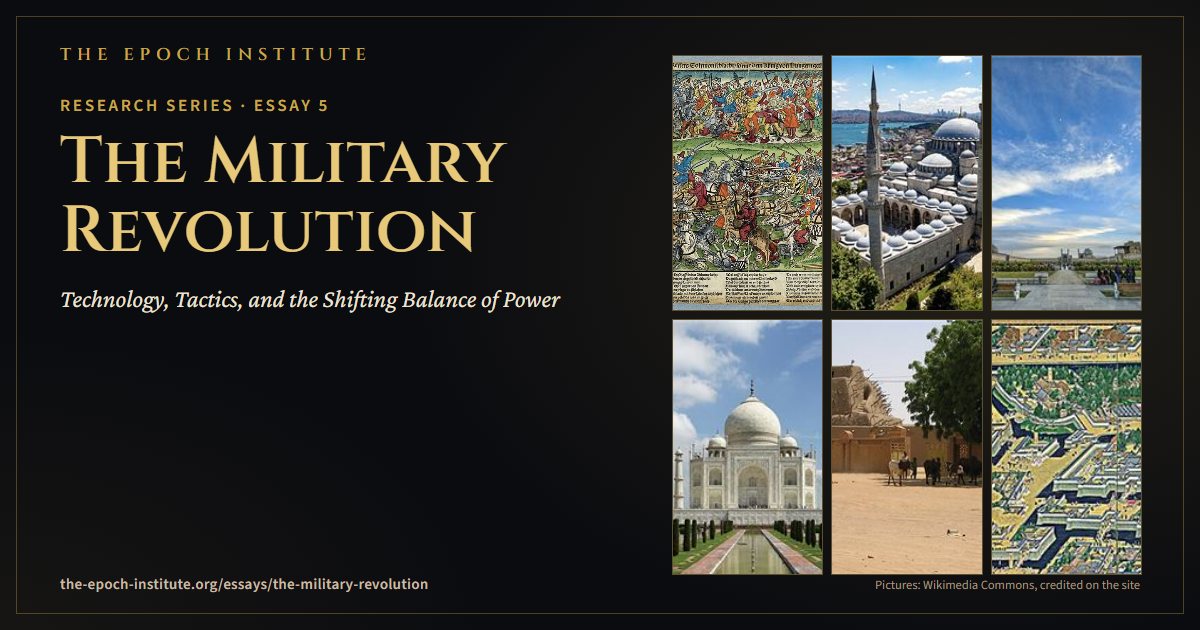 THE EPOCH INSTITUTE
RESEARCH SERIES · ESSAY 5
THE MILITARY
REVOLUTION
Technology, Tactics, and the Shifting Balance of Power
the-epoch-institute.org/essays/the-military-revolution
Pictures: Wikimedia Commons, credited on the site